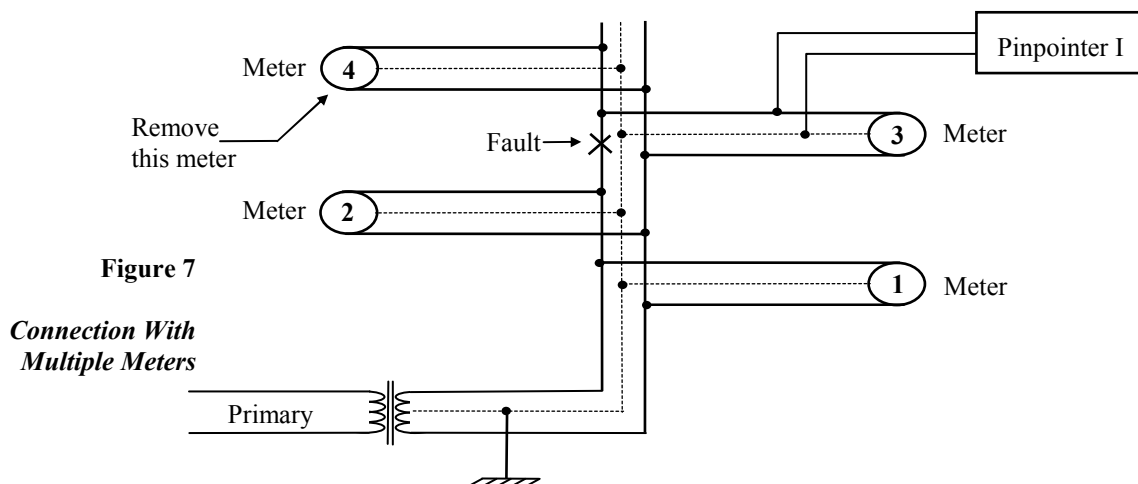 Pinpointer I
Meter
4
Remove
this meter
Fault
3
Meter
Meter
2
Figure 7
1
Meter
Connection With
Multiple Meters
Primary